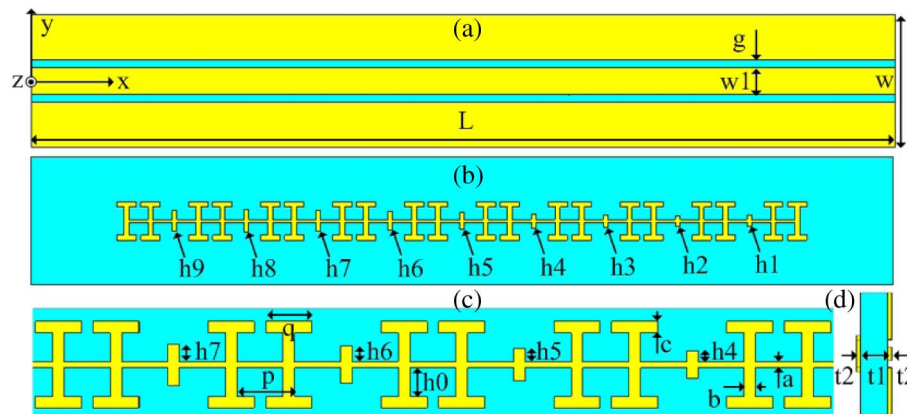 y (a) g
z x w1 w
L
(b)
h9 h8 h7 h6 h5 h4 h3 h2 h1
(c) (d)
q
h7 h6 h5 c h4
p h0 b a t2 t1 t2